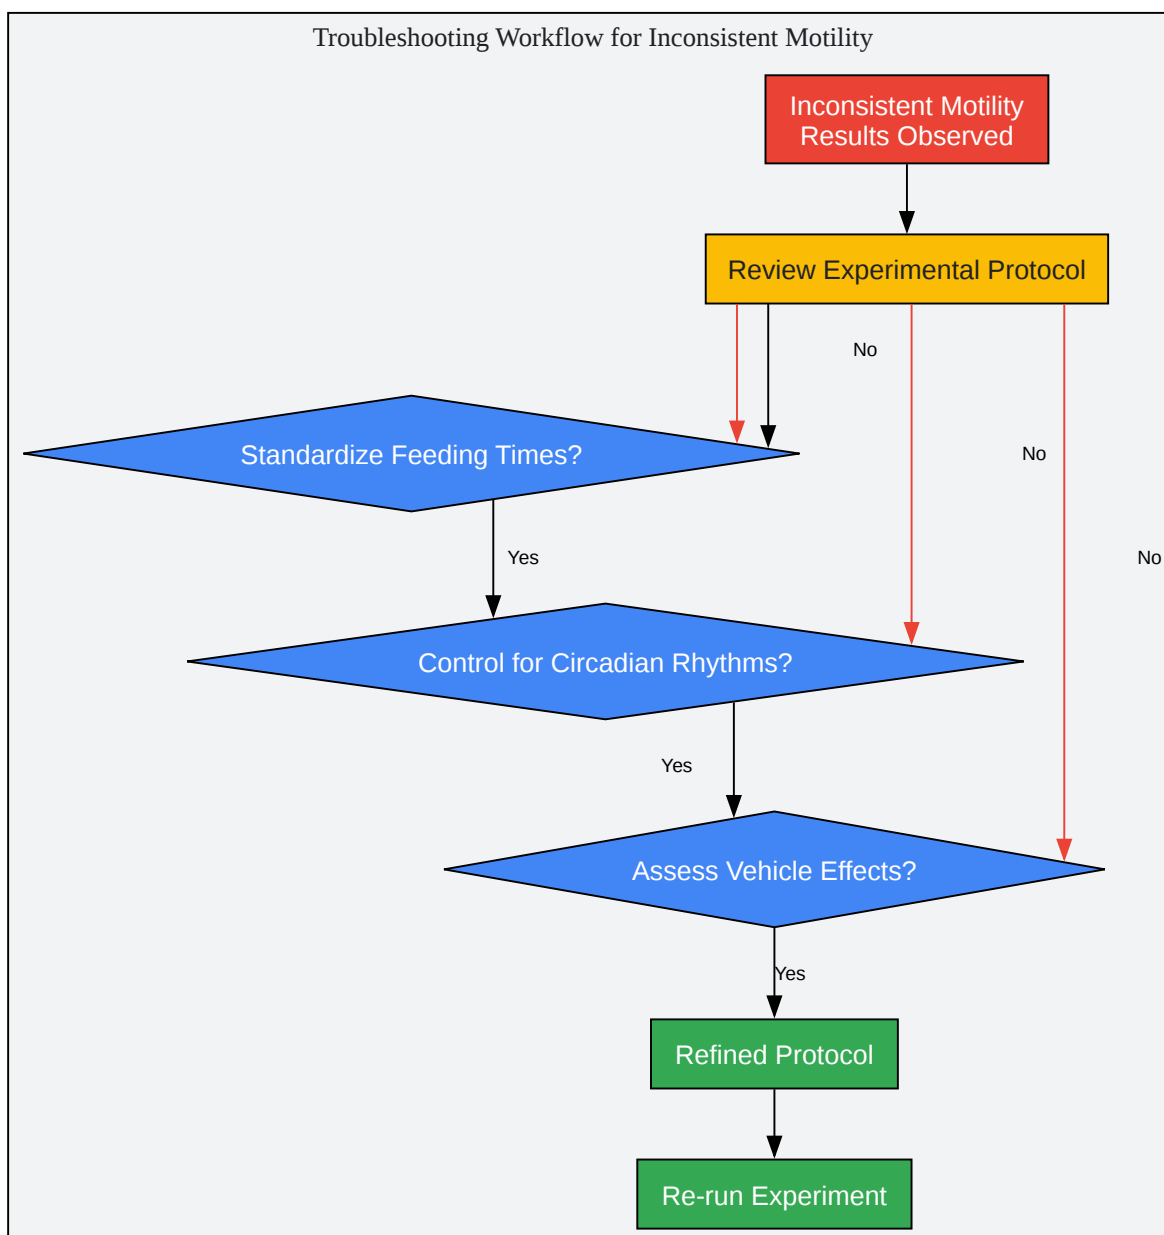 Troubleshooting Workflow for Inconsistent Motility
Inconsistent Motility
Results Observed
Review Experimental Protocol
No
Standardize Feeding Times?
No
Yes
No
Control for Circadian Rhythms?
Yes
Assess Vehicle Effects?
Yes
Refined Protocol
Re-run Experiment